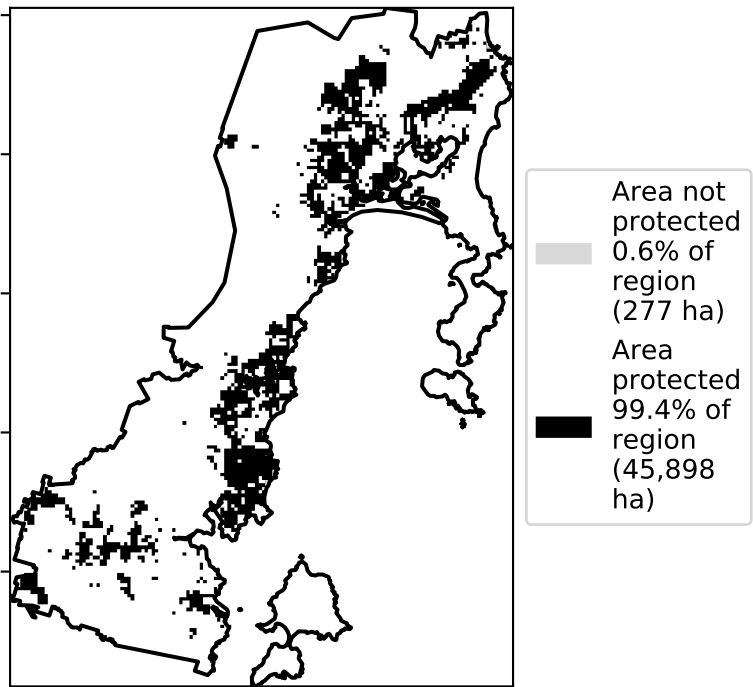 Area not
protected
0.6% of
region
(277 ha)
Area
protected
99.4% of
region
(45,898
ha)